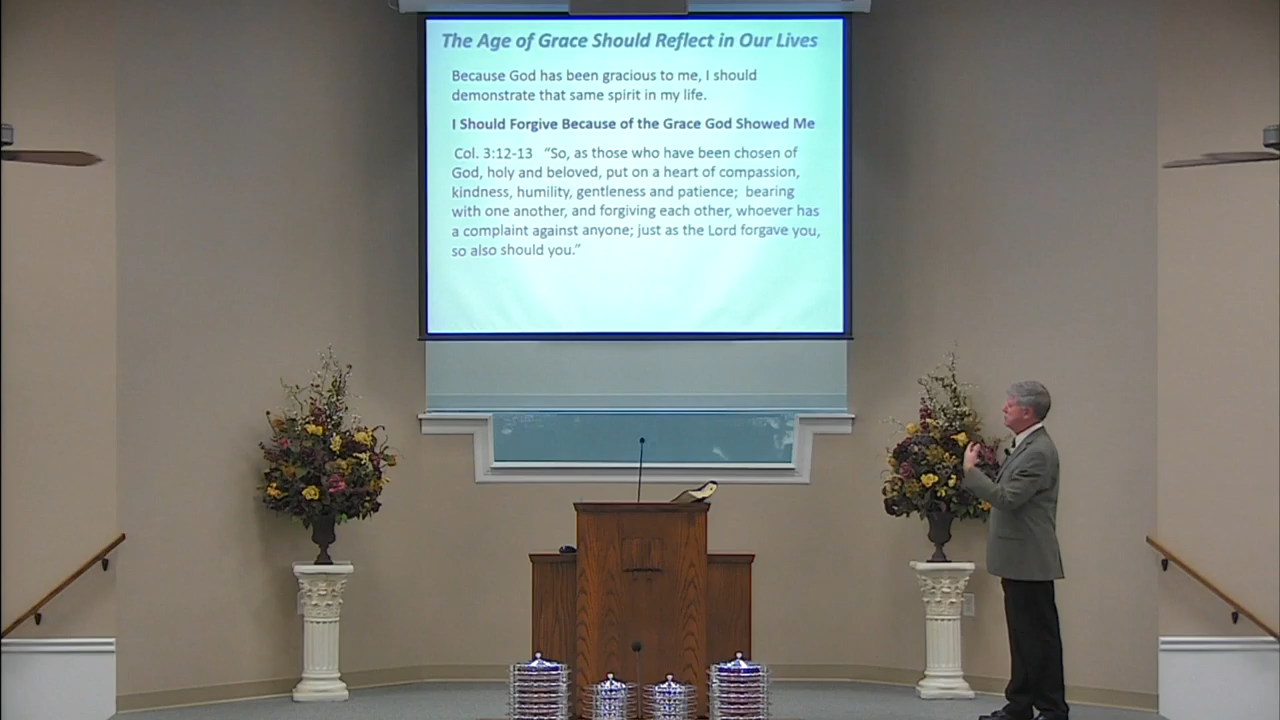 The Age of Grace Should Reflect in Our Lives
Because God has been gracious to me, I should
demonstrate that same spirit in my life.
I Should Forgive Because of the Grace God Showed Me
Col. 3:12-13 “So, as those who have been chosen of
God, holy and beloved, put on a heart of compassion,
kindness, humility, gentleness and patience; bearing
with one another, and forgiving each other, whoever has
a complaint against anyone; just as the Lord forgave you,
so also should you.”